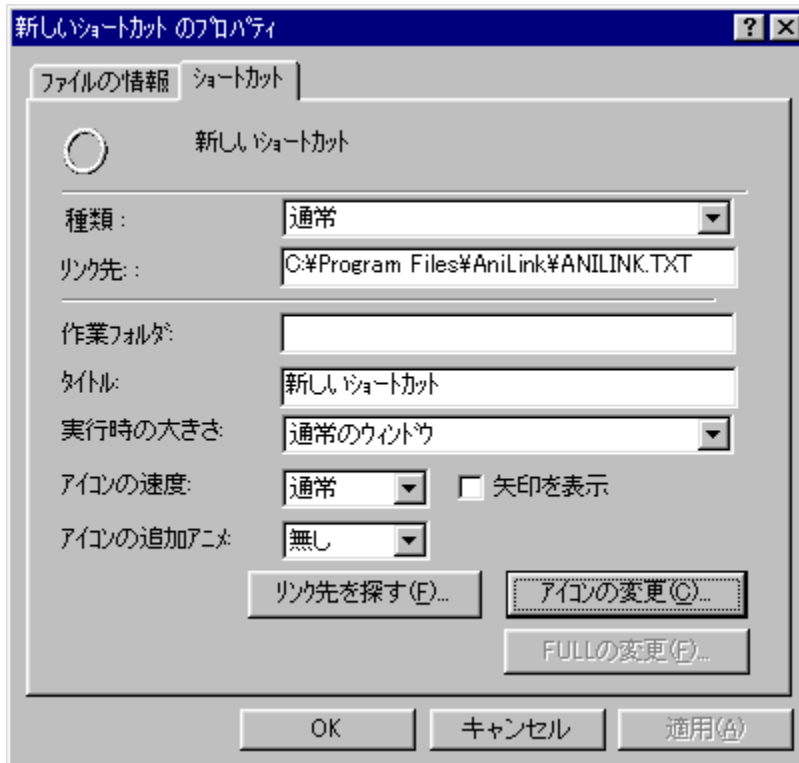 新しいショートカット のプロパティ
ファイルの情報 ショートカット
新しいショートカット
種類 : 通常
リンク先: : C:¥Program Files¥AniLink¥ANILINK.TXT
作業フォルダ:
タイトル: 新しいショートカット
実行時の大きさ: 通常のウィンドウ
アイコンの速度: 通常 矢印を表示
アイコンの追加アニメ: 無し
リンク先を探す(F)... アイコンの変更(C)...
FULLの変更(F)...
OK キャンセル 適用(A)